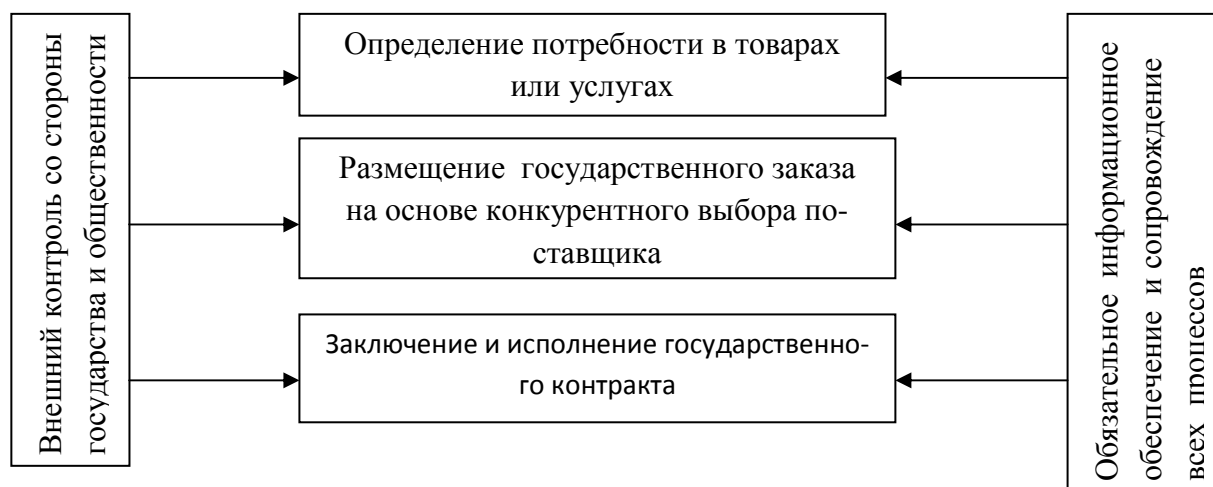 Внешний контроль со стороны
государства и общественности
Определение потребности в товарах
или услугах
Размещение государственного заказа
на основе конкурентного выбора по-
ставщика
Заключение и исполнение государственно-
го контракта
Обязательное информационное
обеспечение и сопровождение
всех процессов